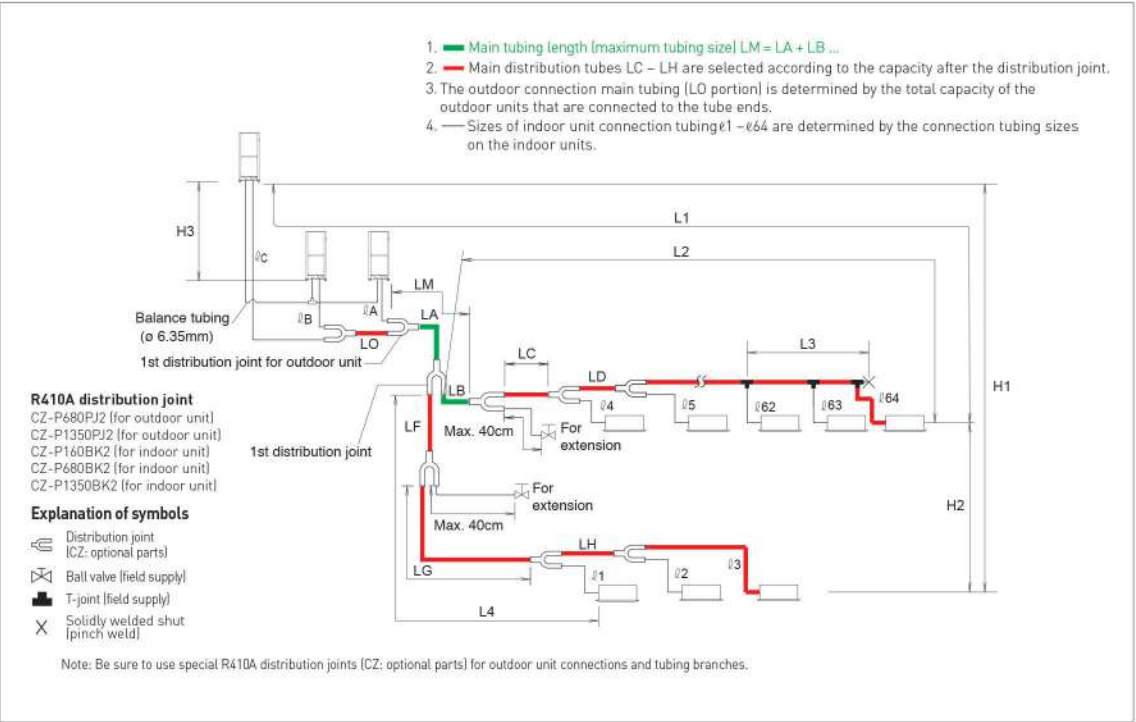 1. Main tubing length (maximum tubing size) LM = LA + LB ...
2. Main distribution tubes LC – LH are selected according to the capacity after the distribution joint.
3. The outdoor connection main tubing (LO portion) is determined by the total capacity of the
outdoor units that are connected to the tube ends.
4. Sizes of indoor unit connection tubing ℓ1 –ℓ64 are determined by the connection tubing sizes
on the indoor units.
L1
H3
L2
ℓC
LM
ℓA
LA
ℓB
Balance tubing
(ø 6.35mm)
LO
1st distribution joint for outdoor unit
LC
L3
LD
H1
LB
R410A distribution joint
CZ-P680PJ2 (for outdoor unit)
CZ-P1350PJ2 (for outdoor unit)
CZ-P160BK2 (for indoor unit)
CZ-P680BK2 (for indoor unit)
CZ-P1350BK2 (for indoor unit)
ℓ4
ℓ5
ℓ62
ℓ63
ℓ64
LF
Max. 40cm
For
extension
1st distribution joint
For
extension
Max. 40cm
H2
Explanation of symbols
Distribution joint
(CZ: optional parts)
Ball valve (field supply)
T-joint (field supply)
Solidly welded shut
(pinch weld)
LH
LG
ℓ1
ℓ2
ℓ3
L4
Note: Be sure to use special R410A distribution joints (CZ: optional parts) for outdoor unit connections and tubing branches.